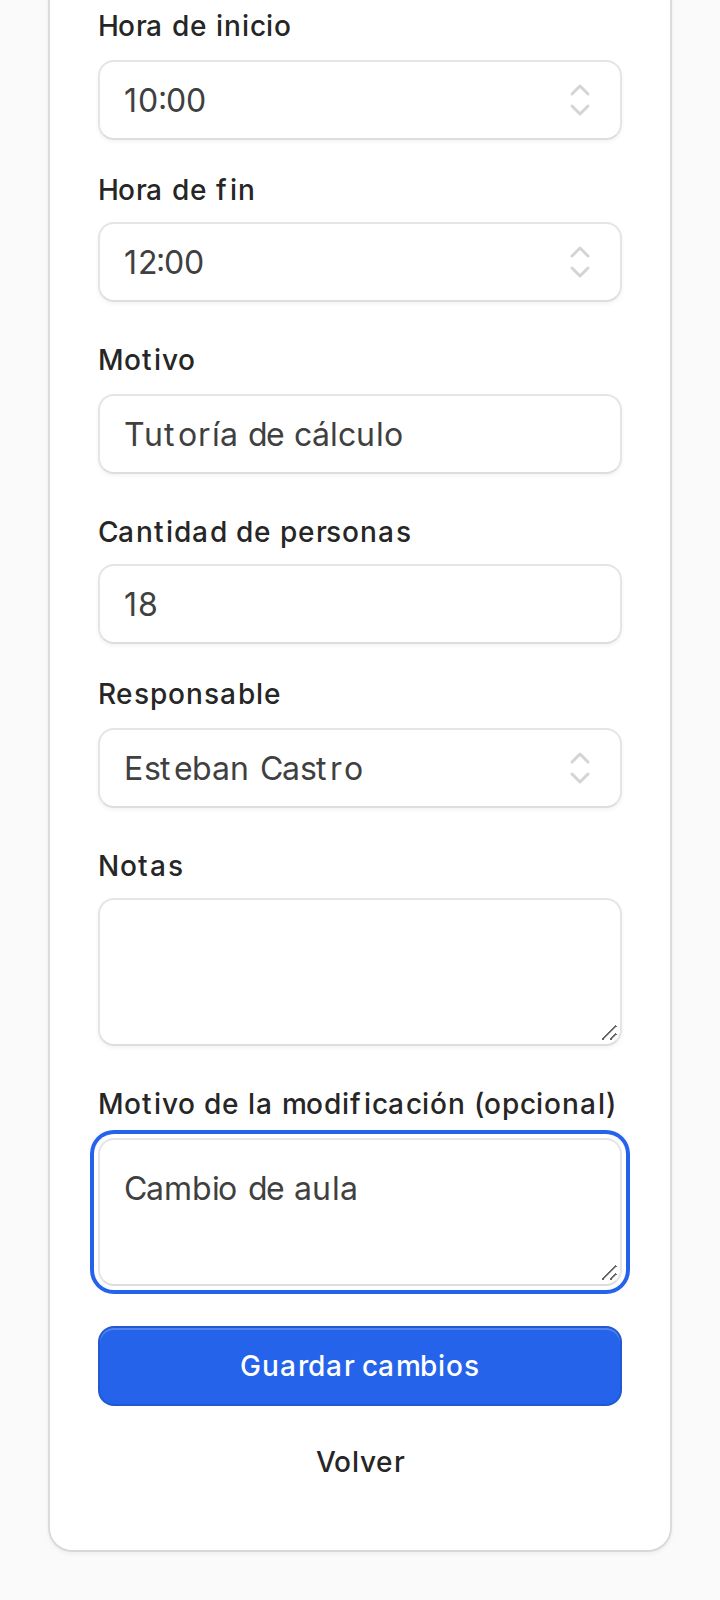 Hora de inicio
10:00
Hora de fin
12:00
Motivo
Tutoría de cálculo
Cantidad de personas
18
Responsable
Esteban Castro
Notas
Motivo de la modificación (opcional)
Cambio de aula
Guardar cambios
Volver